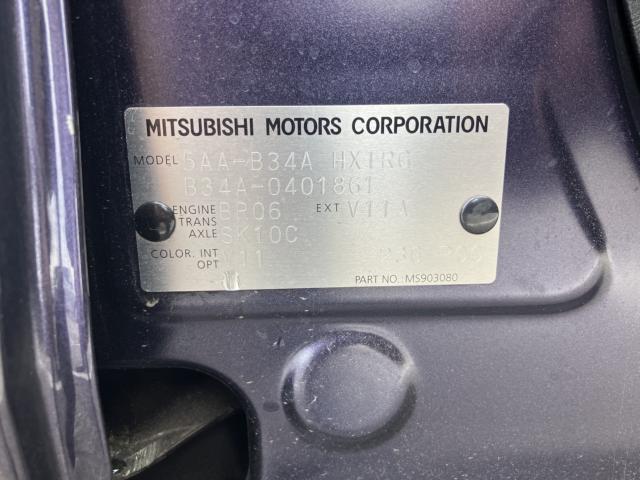 MITSUBISHI MOTORS CORPORATION
MODEL 5AA-B34A HXTRG
B34A-0401861
ENGINE BR06 EXT V11A
TRANS
AXLE SK10C
COLOR. INT V11
OPT
PART NO.: MS903080